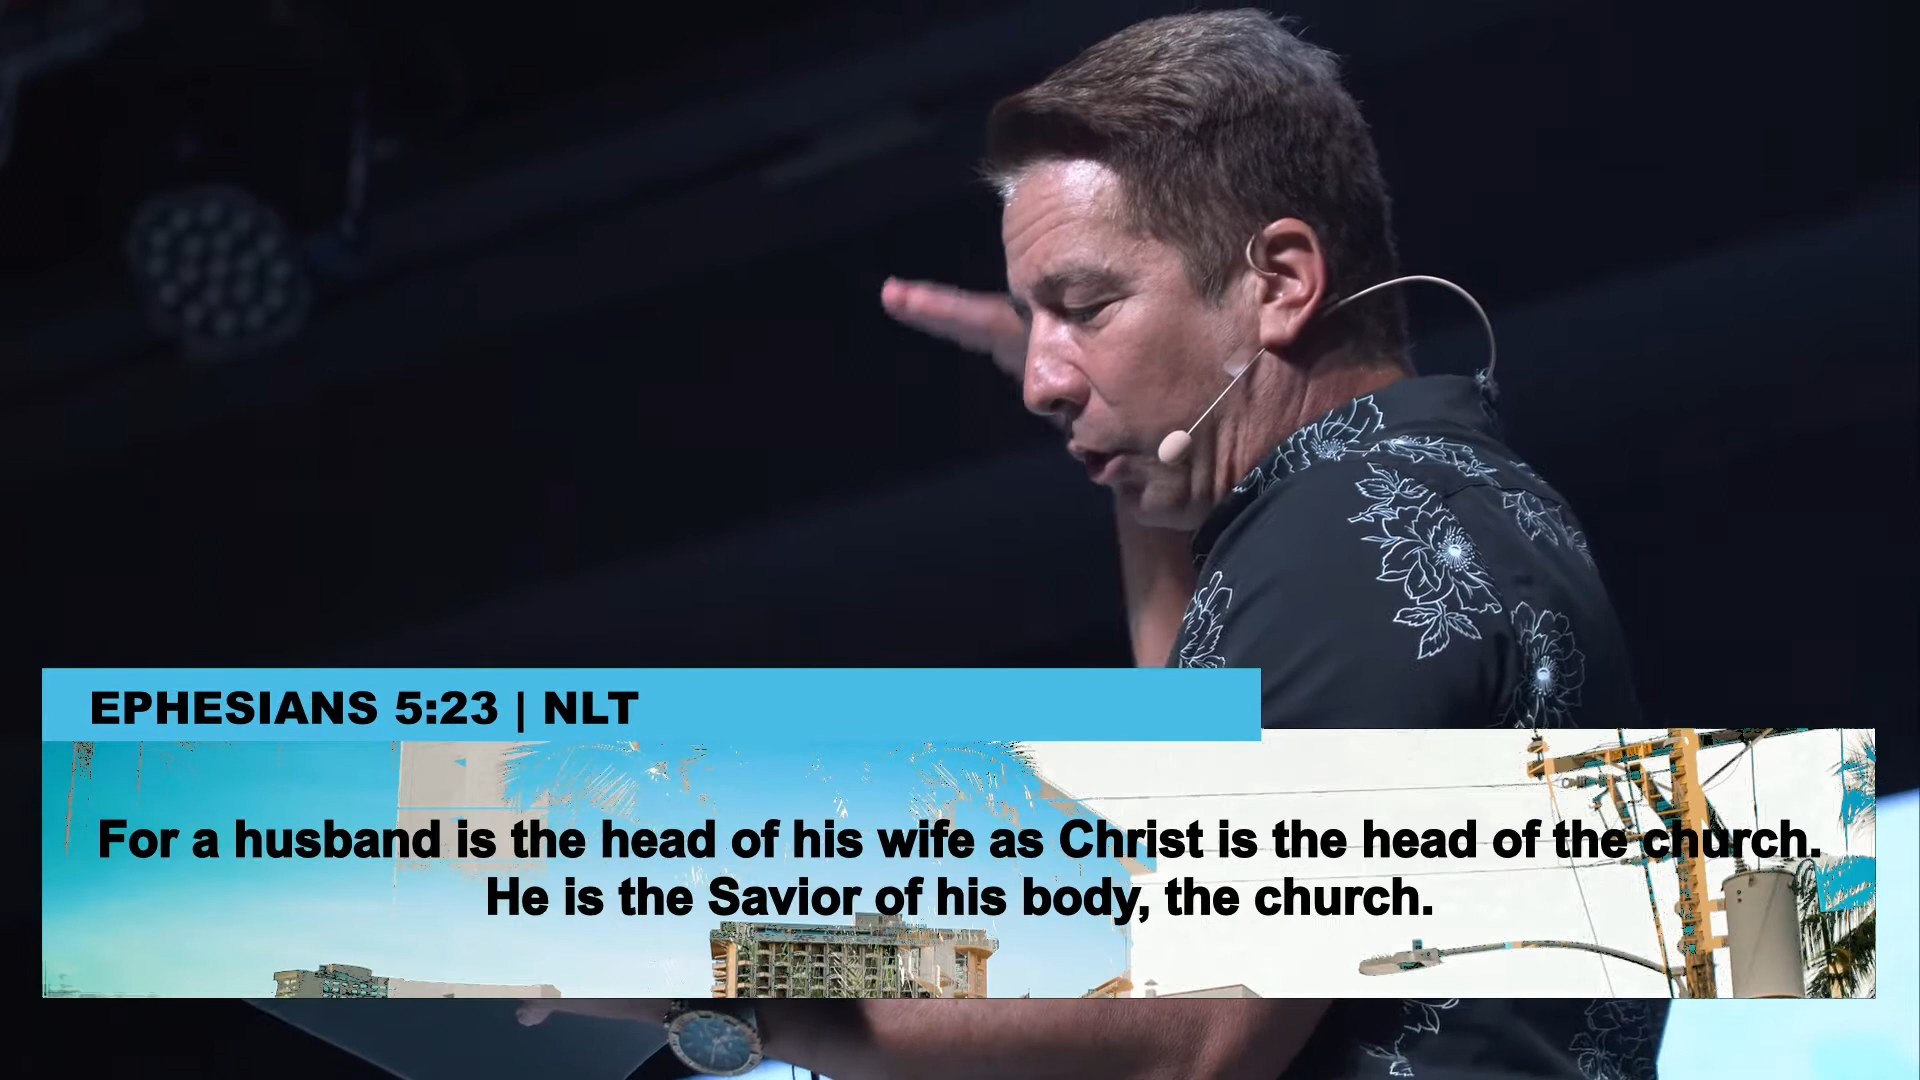 EPHESIANS 5:23 | NLT
For a husband is the head of his wife as Christ is the head of the church.
He is the Savior of his body, the church.